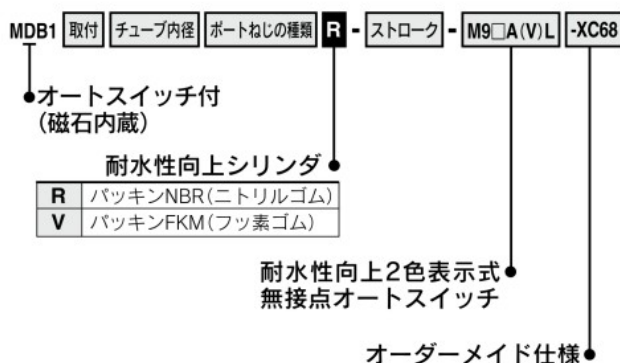 MDB1 取付 チューブ内径 ポートねじの種類 R - ストローク - M9□A(V)L -XC68
オートスイッチ付
(磁石内蔵)
耐水性向上シリンダ
R パッキンNBR(ニトリルゴム)
V パッキンFKM(フッ素ゴム)
耐水性向上2色表示式
無接点オートスイッチ
オーダーメイド仕様